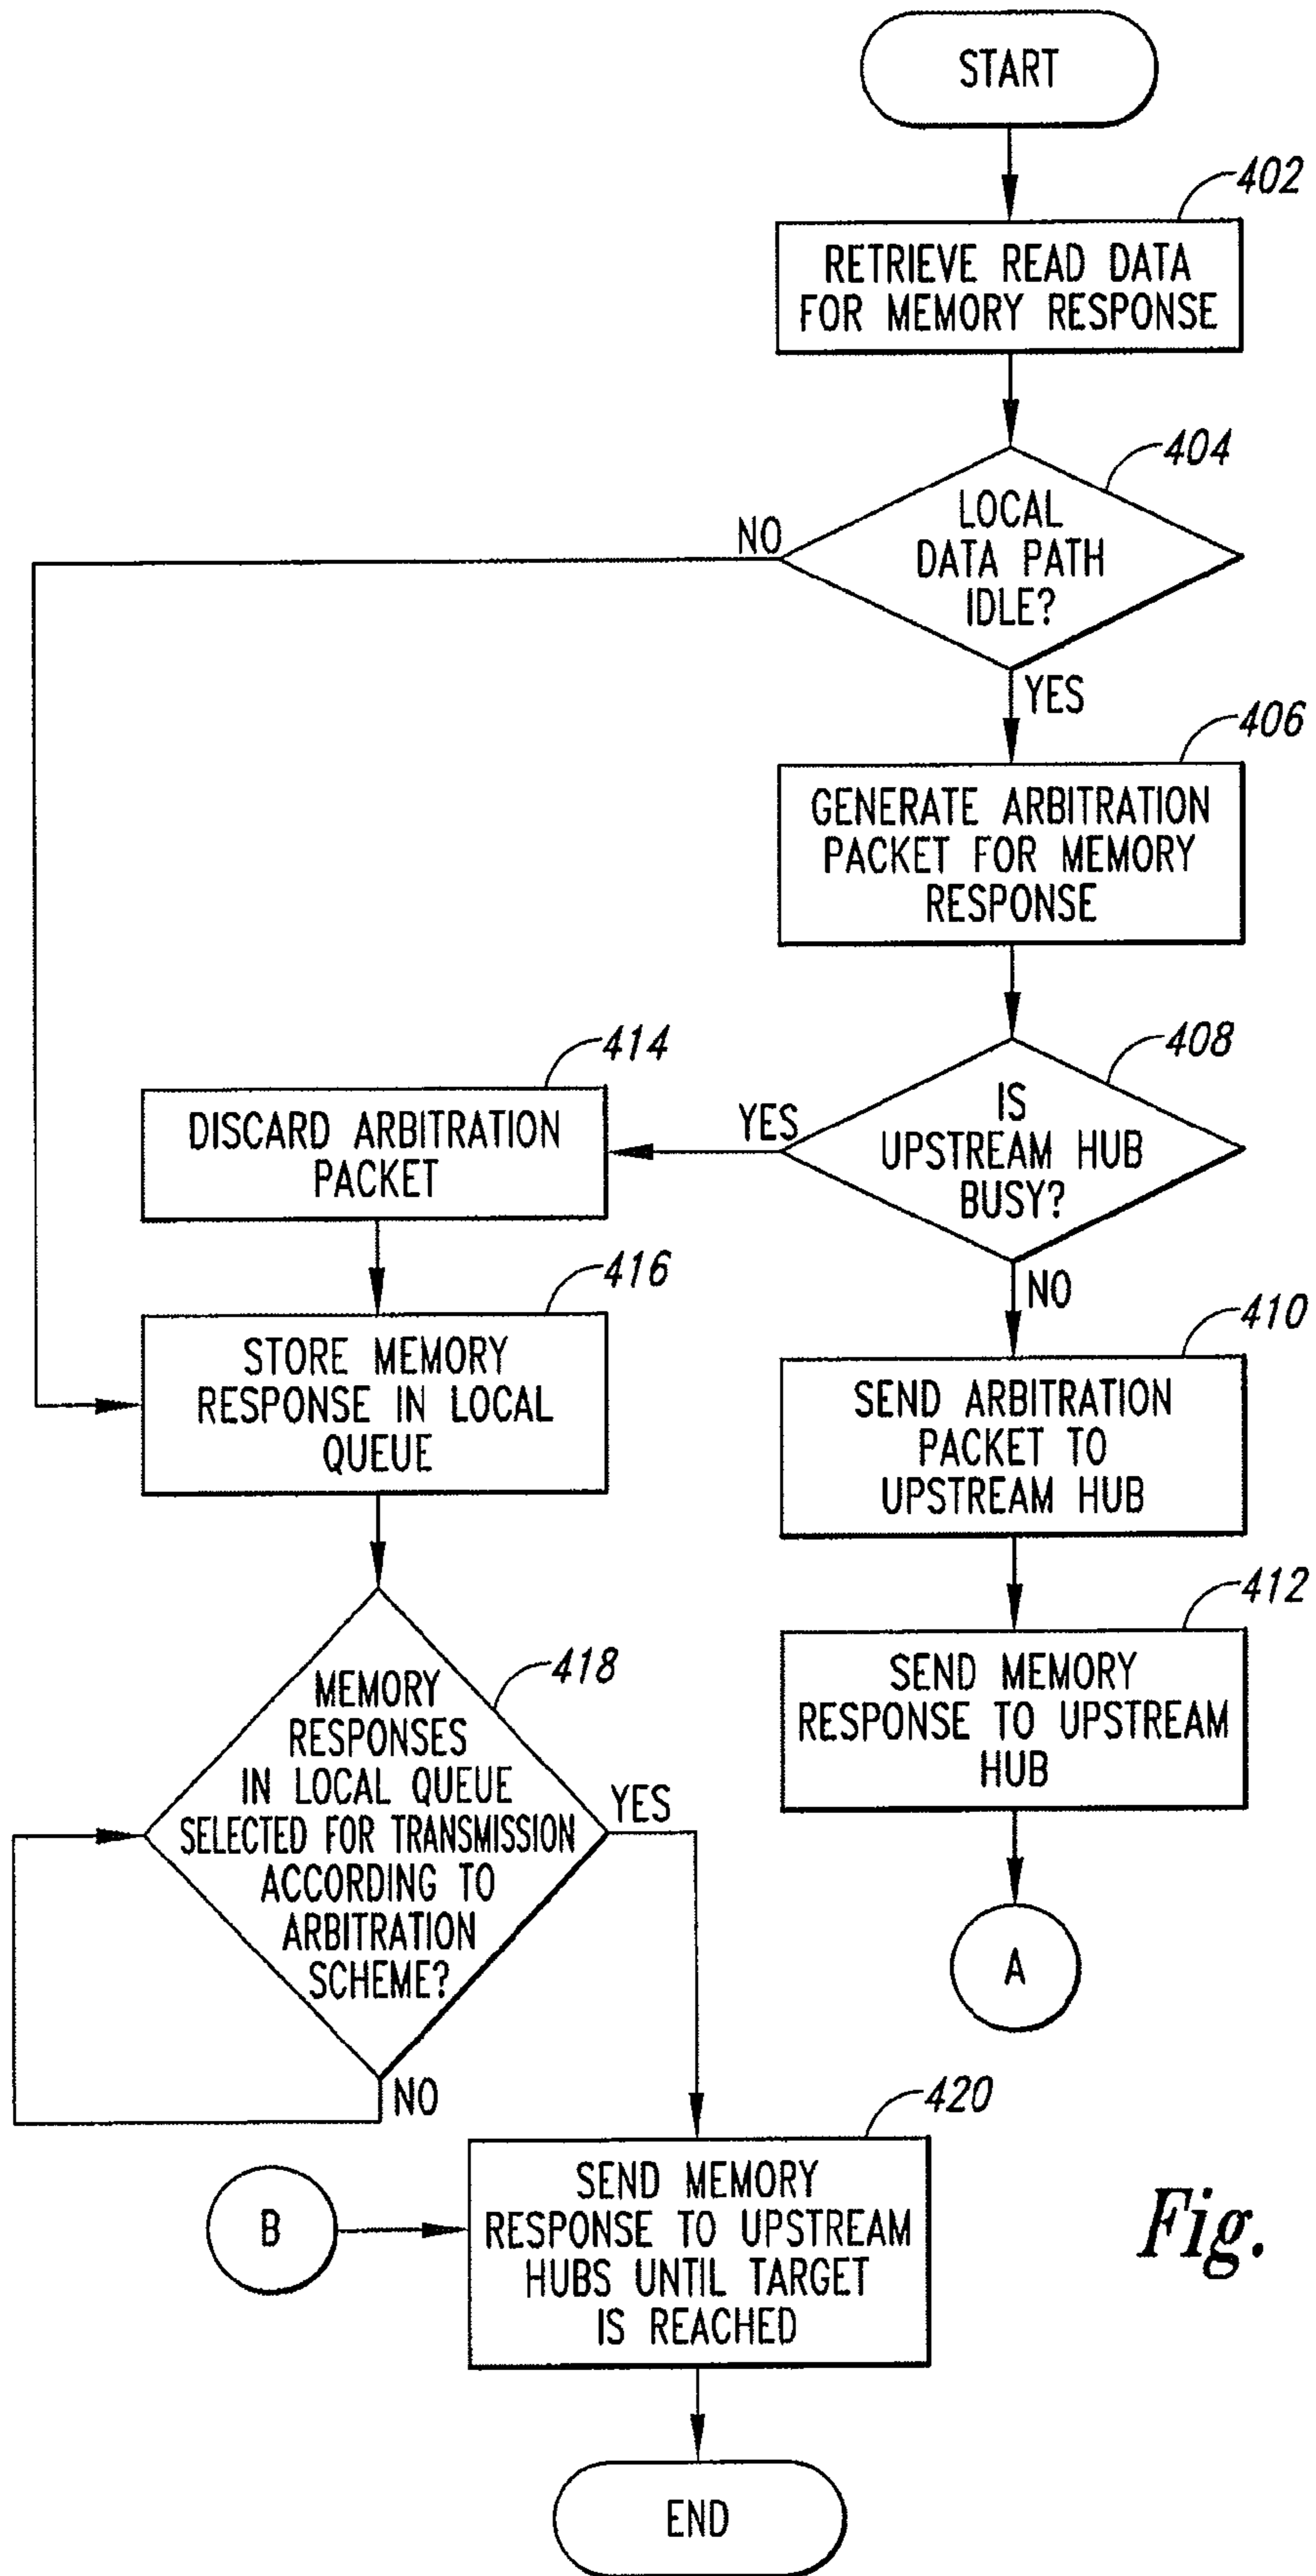 START
402
RETRIEVE READ DATA
FOR MEMORY RESPONSE
404
LOCAL
DATA PATH
IDLE?
NO
YES
406
GENERATE ARBITRATION
PACKET FOR MEMORY
RESPONSE
408
IS
UPSTREAM HUB
BUSY?
YES
NO
414
DISCARD ARBITRATION
PACKET
416
STORE MEMORY
RESPONSE IN LOCAL
QUEUE
410
SEND ARBITRATION
PACKET TO
UPSTREAM HUB
412
SEND MEMORY
RESPONSE TO UPSTREAM
HUB
A
418
MEMORY
RESPONSES
IN LOCAL QUEUE
SELECTED FOR TRANSMISSION
ACCORDING TO
ARBITRATION
SCHEME?
YES
NO
420
B
SEND MEMORY
RESPONSE TO UPSTREAM
HUBS UNTIL TARGET
IS REACHED
END
Fig.